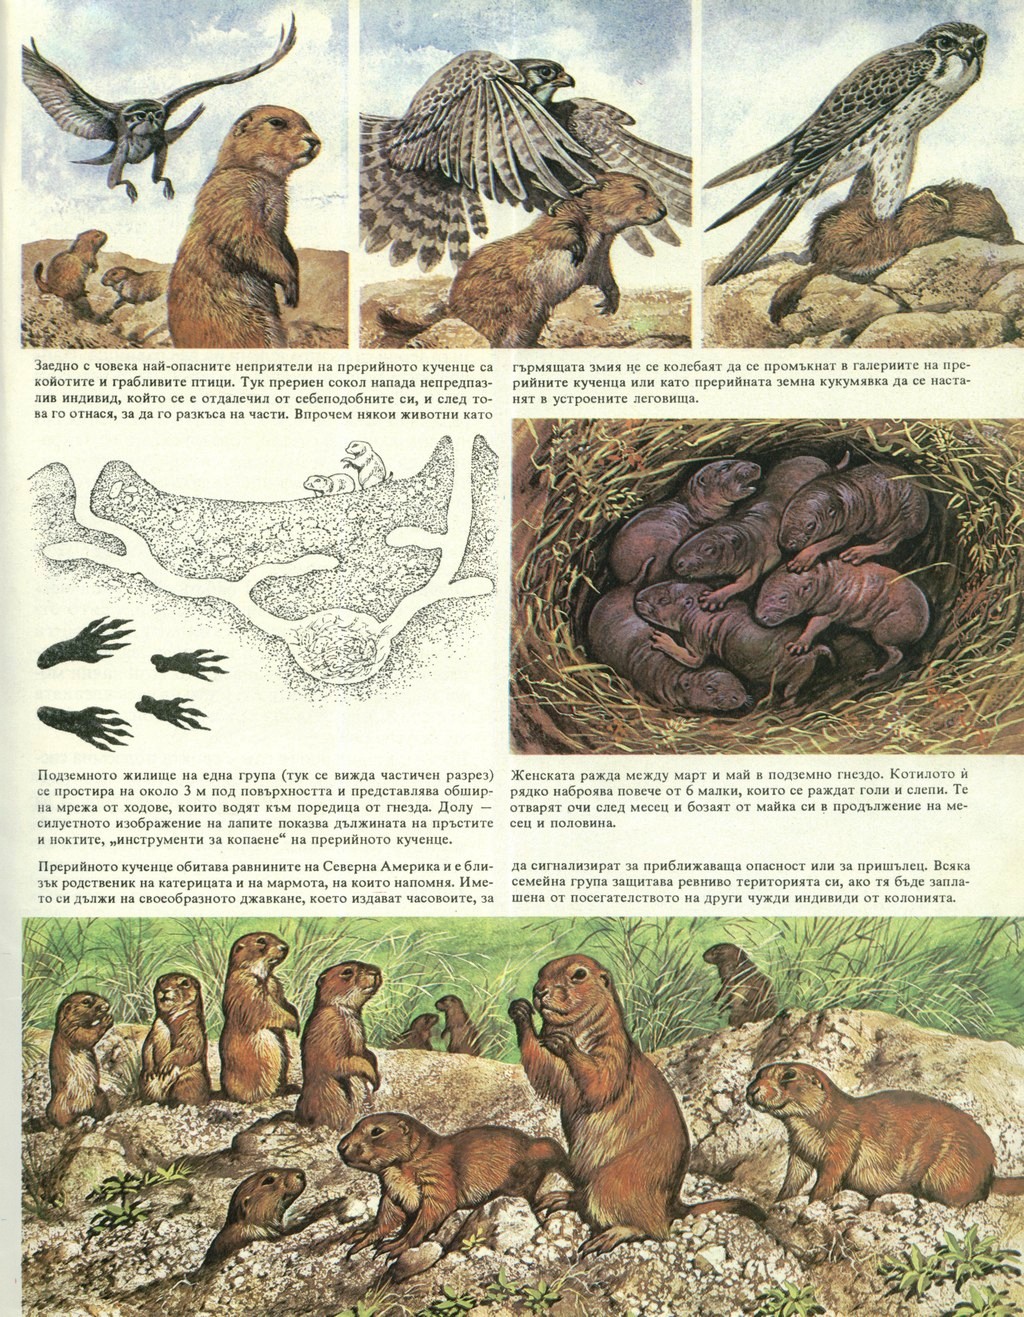 Заедно с човека най-опасните неприятели на прерийното кученце са
койотите и грабливите птици. Тук прериен сокол напада непредпаз-
лив индивид, който се е отдалечил от себеподобните си, и след то-
ва го отнася, за да го разкъса на части. Впрочем някои животни като
гърмящата змия не се колебаят да се промъкнат в галериите на пре-
рийните кученца или като прерийната земна кукумявка да се наста-
нят в устроените леговища.
Подземното жилище на една група (тук се вижда частичен разрез)
се простира на около 3 м под повърхността и представлява обшир-
на мрежа от ходове, които водят към поредица от гнезда. Долу —
силуетното изображение на лапите показва дължината на пръстите
и ноктите, „инструменти за копаене“ на прерийното кученце.
Женската ражда между март и май в подземно гнездо. Котилото ѝ
рядко наброява повече от 6 малки, които се раждат голи и слепи. Те
отварят очи след месец и бозаят от майка си в продължение на ме-
сец и половина.
Прерийното кученце обитава равнините на Северна Америка и е бли-
зък родственик на катерицата и на мармота, на които напомня. Име-
то си дължи на своеобразното джавкане, което издават часовоите, за
да сигнализират за приближаваща опасност или за пришълец. Всяка
семейна група защитава ревниво територията си, ако тя бъде запла-
шена от посегателството на други чужди индивиди от колонията.